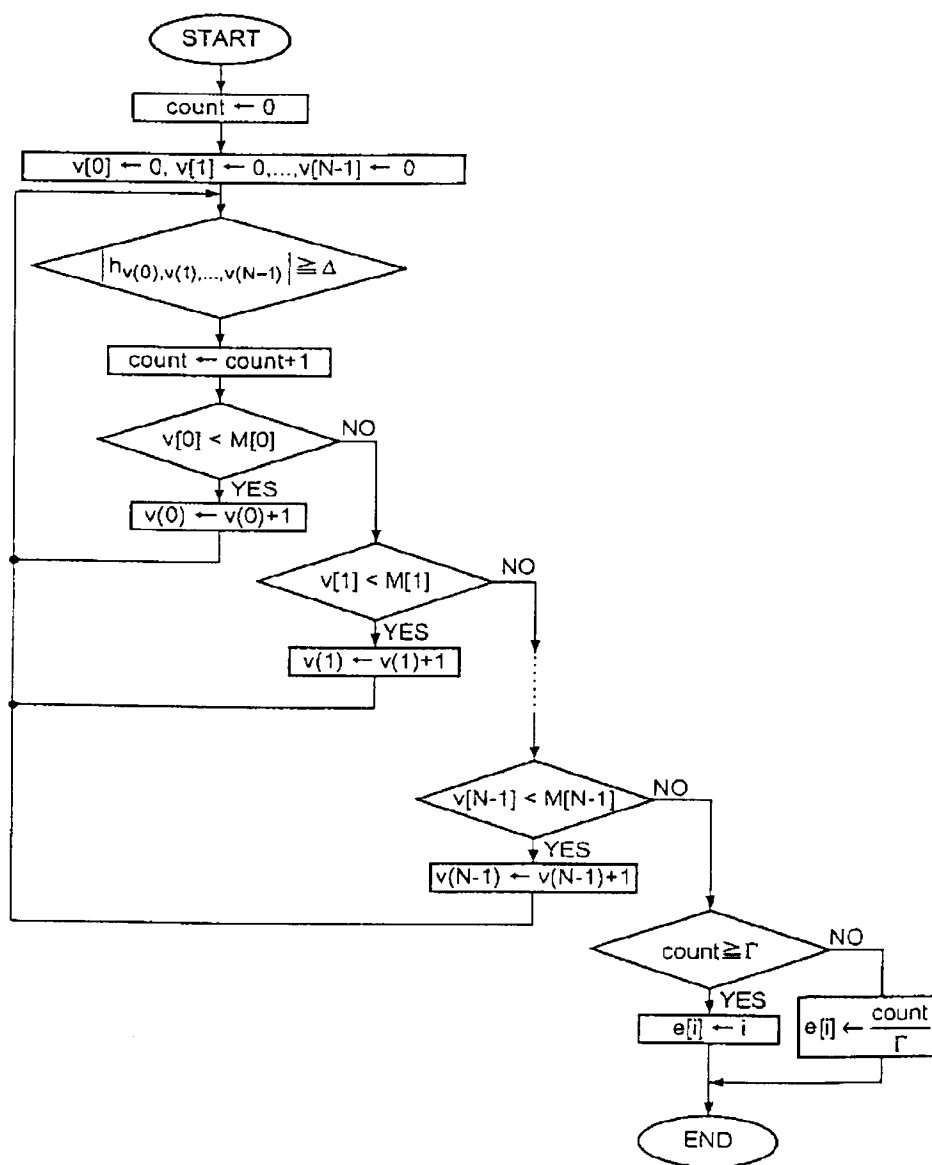 START
count ← 0
v[0] ← 0, v[1] ← 0,...,v[N-1] ← 0
|h v(0),v(1),...,v(N-1)| ≧ Δ
count ← count+1
v[0] < M[0]
NO
YES
v(0) ← v(0)+1
v[1] < M[1]
NO
YES
v(1) ← v(1)+1
v[N-1] < M[N-1]
NO
YES
v(N-1) ← v(N-1)+1
count≧Γ
NO
YES
e[i] ← i
e[i] ← count
Γ
END